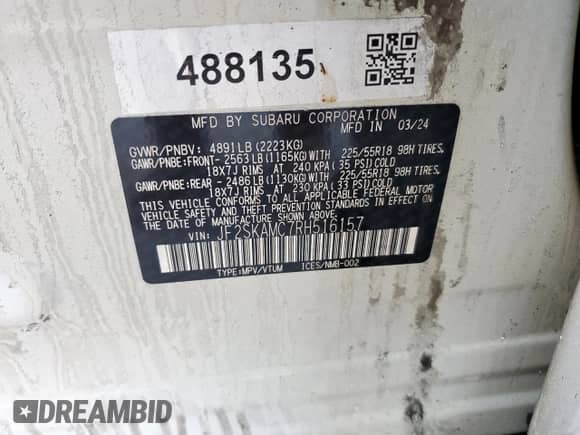 488135
MFD BY SUBARU CORPORATION
GVWR/PNBV: 4891LB(2223KG) IN 03/24
GAWR/PNBE:FRONT- 2563LB(1165KG)WITH 225/55R18 98H TIRES,
18X7J RIMS AT 240 KPA(35 PSI)COLD
GAWR/PNBE:REAR - 2486LB(1130KG)WITH 225/55R18 98H TIRES,
18X7J RIMS AT 230 KPA(33 PSI)COLD
THIS VEHICLE CONFORMS TO ALL APPLICABLE FEDERAL MOTOR
VEHICLE SAFETY, BUMPER, AND THEFT PREVENTION STANDARDS IN EFFECT ON
THE DATE OF MANUFACTURE SHOWN ABOVE.
VIN: JF2SKAMC7RH516157
TYPE:MPV/VTUM ICES/NMB-002
DREAMBID